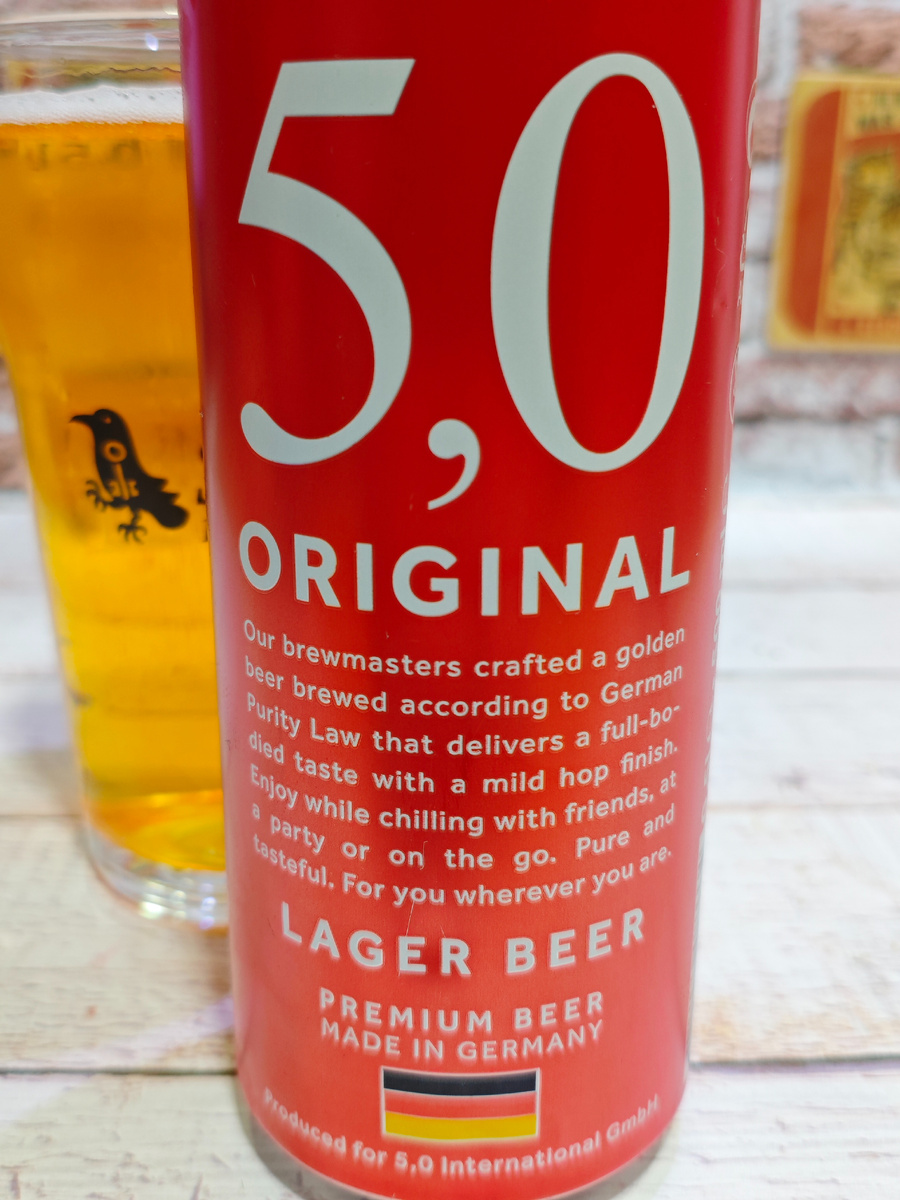 5,0
ORIGINAL
Our brewmasters crafted a golden
beer brewed according to German
Purity Law that delivers a full-bo-
died taste with a mild hop finish.
Enjoy while chilling with friends, at
a party or on the go. Pure and
tasteful. For you wherever you are.
LAGER BEER
PREMIUM BEER
MADE IN GERMANY
Produced for 5,0 International GmbH